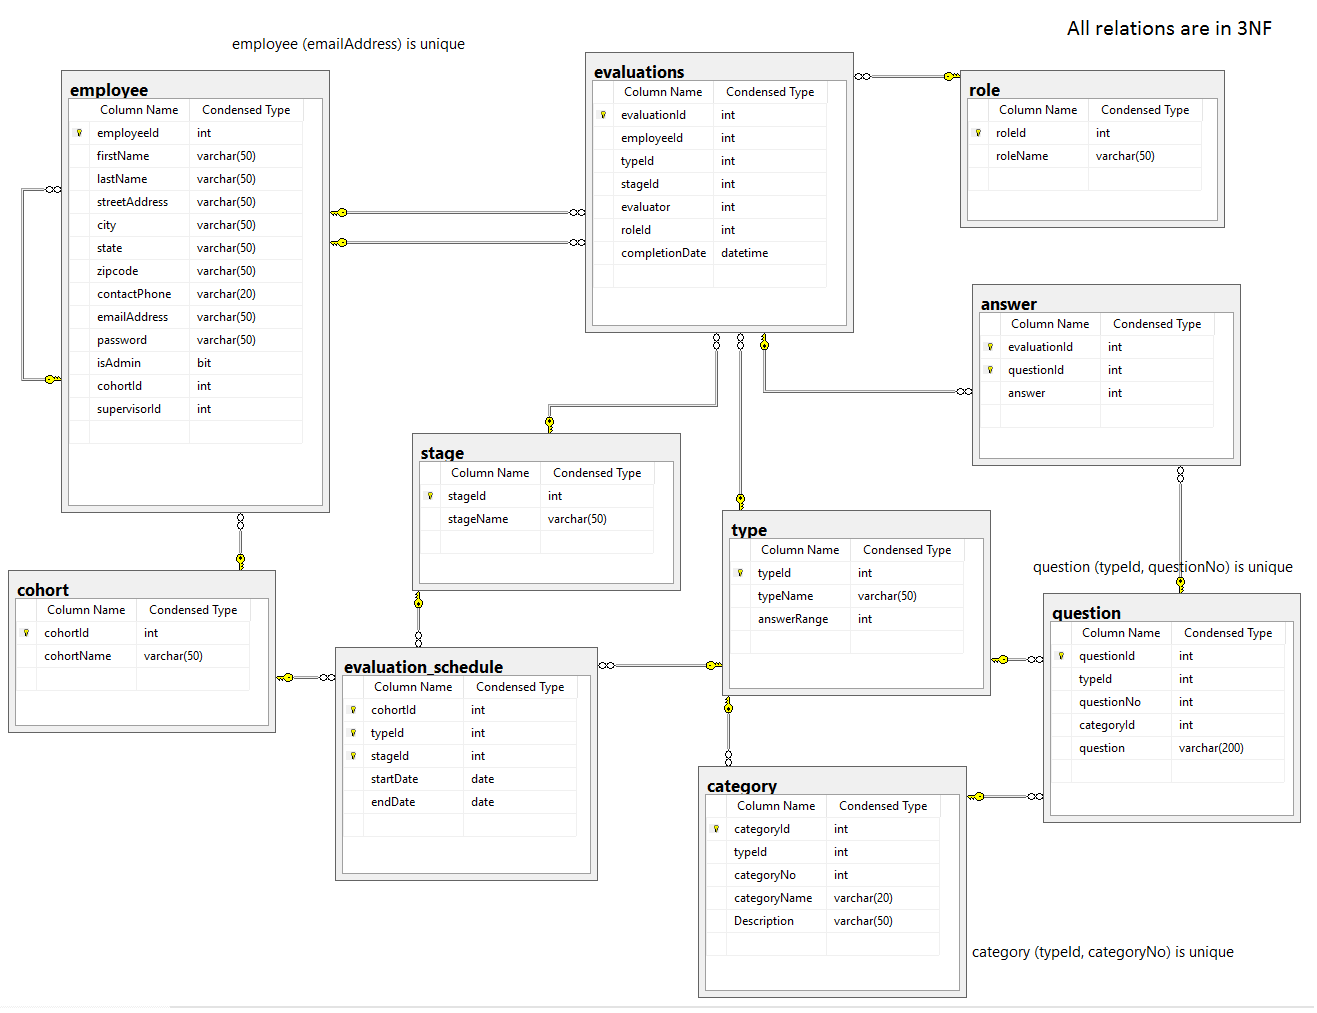 All relations are in 3NF
employee (emailAddress) is unique
employee
Column Name Condensed Type
employeeId int
firstName varchar(50)
lastName varchar(50)
streetAddress varchar(50)
city varchar(50)
state varchar(50)
zipcode varchar(50)
contactPhone varchar(20)
emailAddress varchar(50)
password varchar(50)
isAdmin bit
cohortId int
supervisorId int
evaluations
Column Name Condensed Type
evaluationId int
employeeId int
typeId int
stageId int
evaluator int
roleId int
completionDate datetime
role
Column Name Condensed Type
roleId int
roleName varchar(50)
answer
Column Name Condensed Type
evaluationId int
questionId int
answer int
stage
Column Name Condensed Type
stageId int
stageName varchar(50)
type
Column Name Condensed Type
typeId int
typeName varchar(50)
answerRange int
question (typeId, questionNo) is unique
question
Column Name Condensed Type
questionId int
typeId int
questionNo int
categoryId int
question varchar(200)
cohort
Column Name Condensed Type
cohortId int
cohortName varchar(50)
evaluation_schedule
Column Name Condensed Type
cohortId int
typeId int
stageId int
startDate date
endDate date
category
Column Name Condensed Type
categoryId int
typeId int
categoryNo int
categoryName varchar(20)
Description varchar(50)
category (typeId, categoryNo) is unique